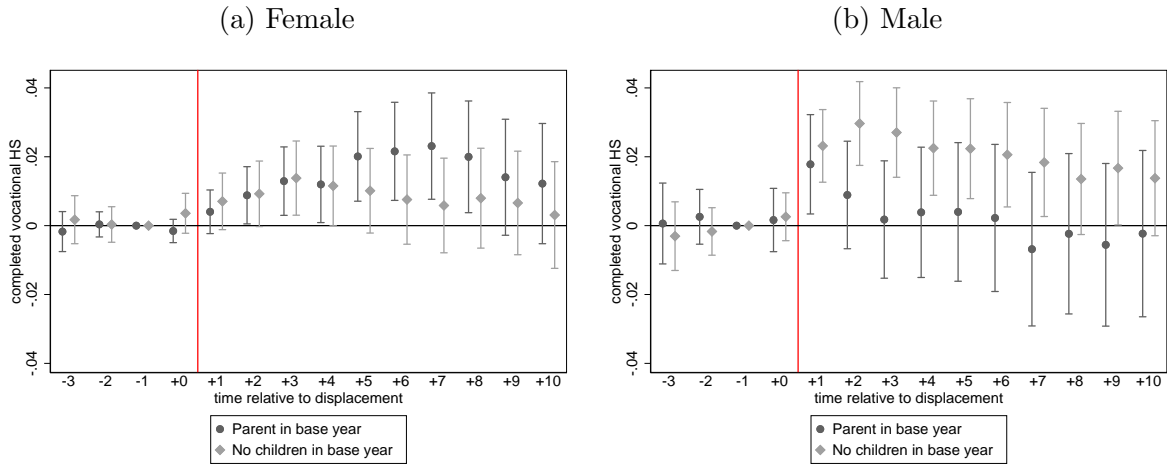 (a) Female
completed vocational HS
.04
.02
0
-.02
-.04
-3 -2 -1 +0 +1 +2 +3 +4 +5 +6 +7 +8 +9 +10
time relative to displacement
Parent in base year
No children in base year
(b) Male
completed vocational HS
.04
.02
0
-.02
-.04
-3 -2 -1 +0 +1 +2 +3 +4 +5 +6 +7 +8 +9 +10
time relative to displacement
Parent in base year
No children in base year